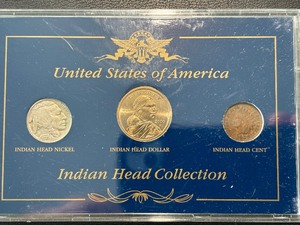 United States of America
INDIAN HEAD NICKEL
INDIAN HEAD DOLLAR
INDIAN HEAD CENT
Indian Head Collection